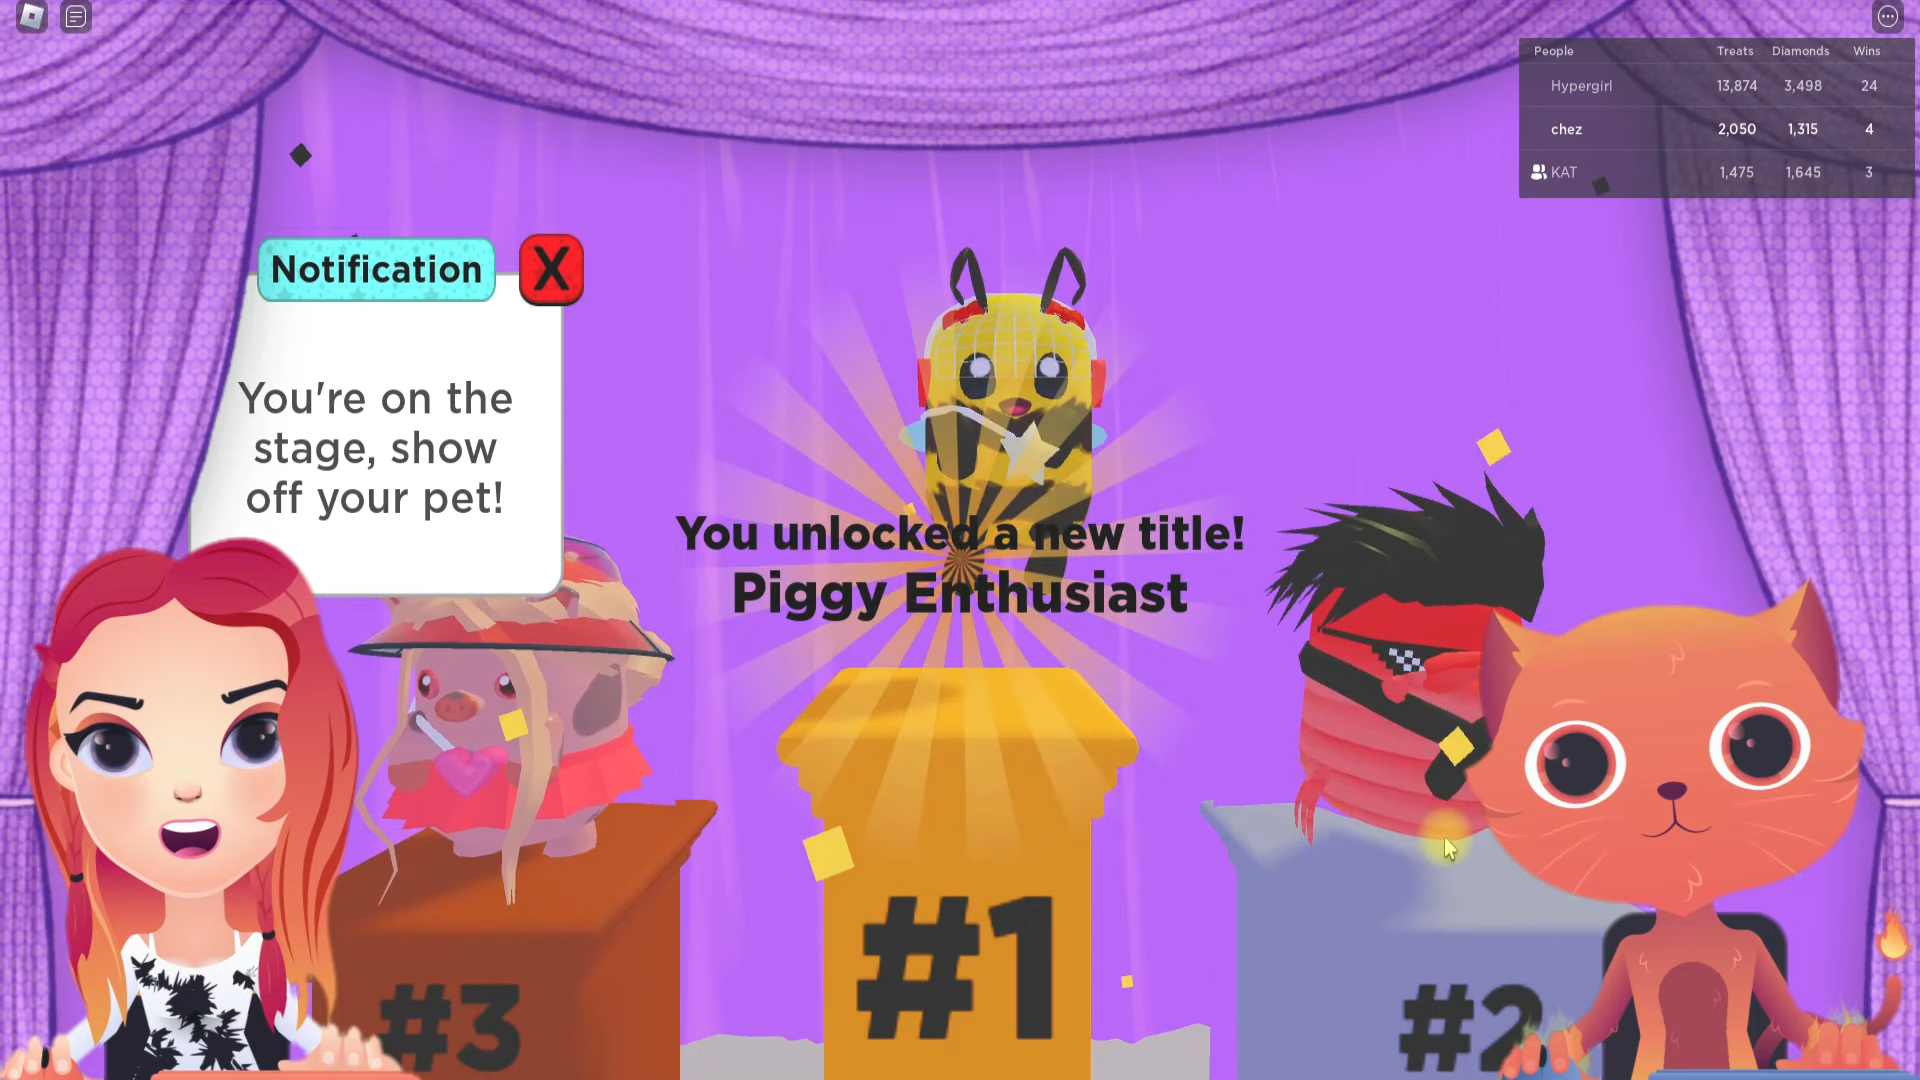 People Treats Diamonds Wins
Hypergirl 13,874 3,498 24
chez 2,050 1,315 4
KAT 1,475 1,645 3
Notification X
You're on the
stage, show
off your pet!
You unlocked a new title!
Piggy Enthusiast
#1
#3
#2